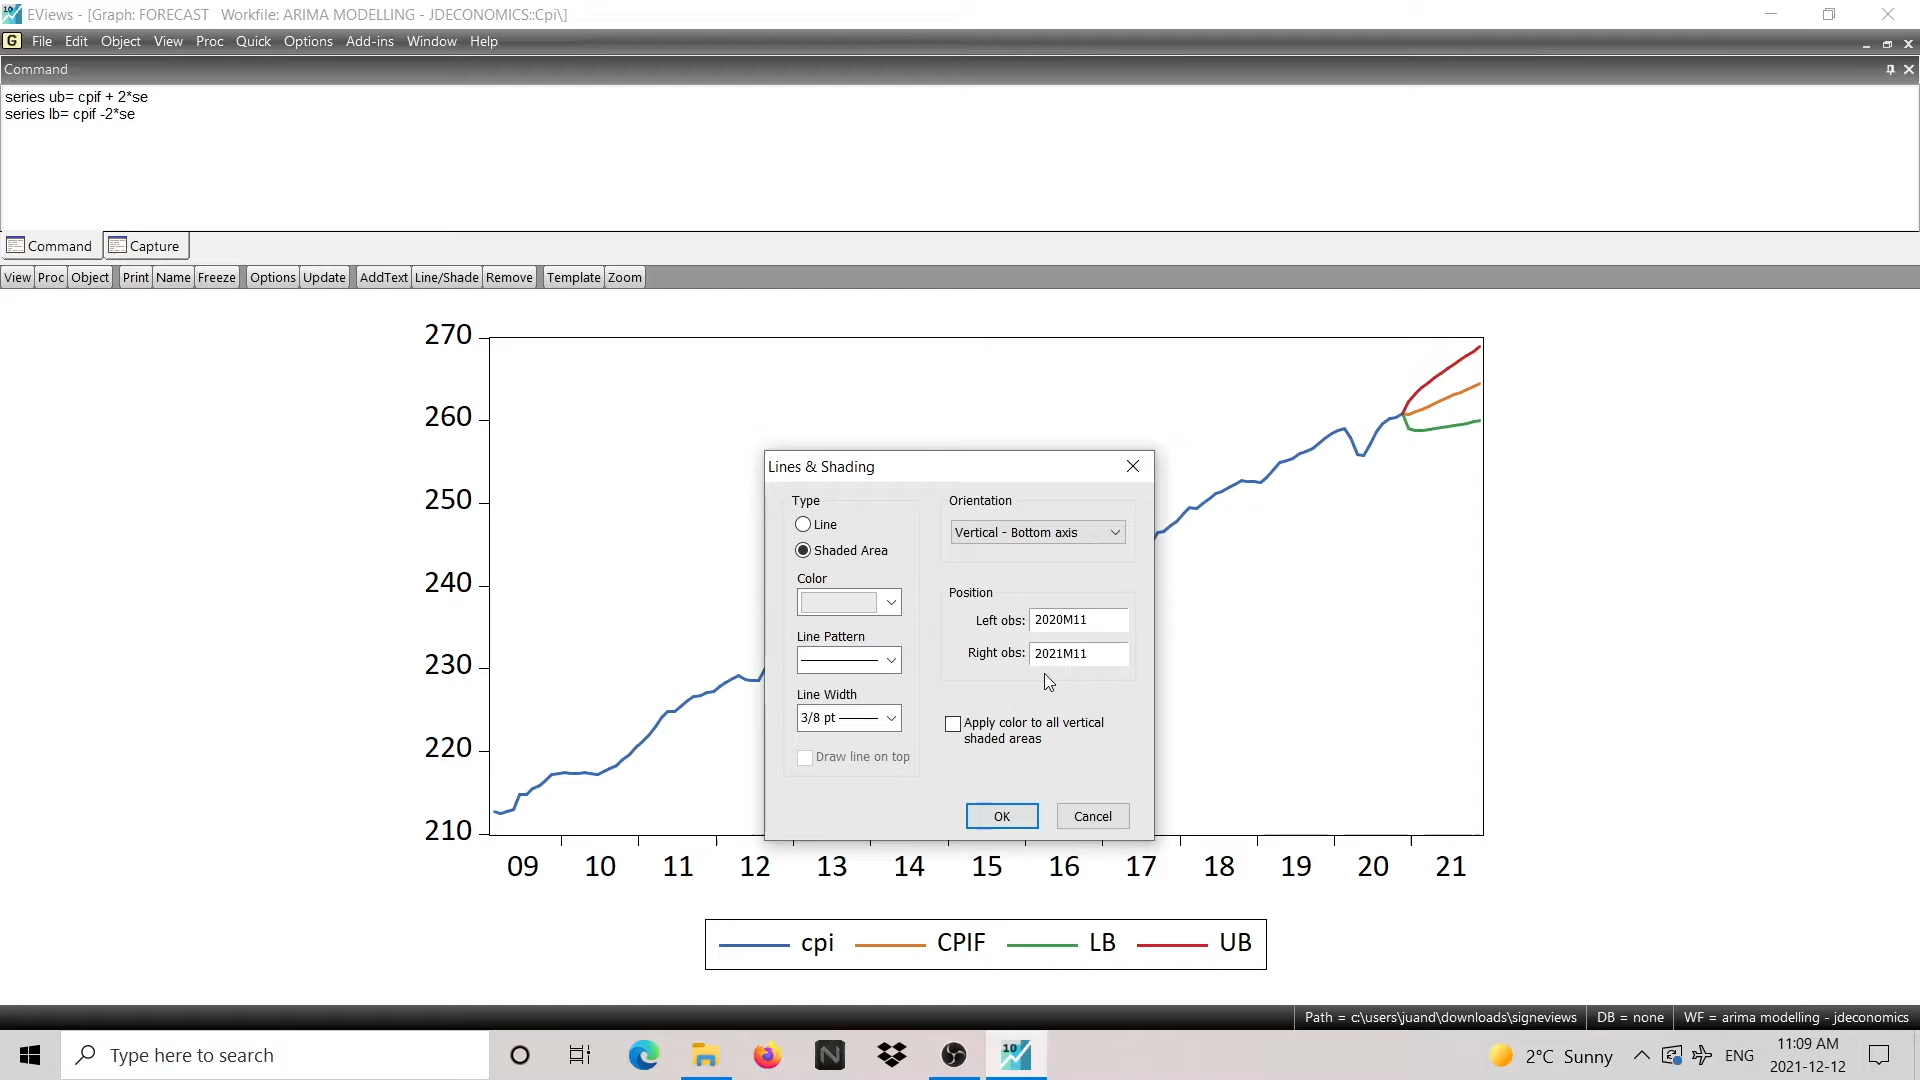 EViews - [Graph: FORECAST   Workfile: ARIMA MODELLING - JDECONOMICS::Cpi\]
G File Edit Object View Proc Quick Options Add-ins Window Help
Command
series ub= cpif + 2*se
series lb= cpif -2*se
Command Capture
View Proc Object Print Name Freeze Options Update AddText Line/Shade Remove Template Zoom
270
260
250
240
230
220
210
09 10 11 12 13 14 15 16 17 18 19 20 21
cpi CPIF LB UB
Lines & Shading
Type
Line
Shaded Area
Color
Line Pattern
Line Width
3/8 pt
Draw line on top
Orientation
Vertical - Bottom axis
Position
Left obs: 2020M11
Right obs: 2021M11
Apply color to all vertical
shaded areas
OK Cancel
Path = c:\users\juand\downloads\signeviews DB = none WF = arima modelling - jdeconomics
Type here to search
N
10
2°C Sunny
ENG
11:09 AM
2021-12-12